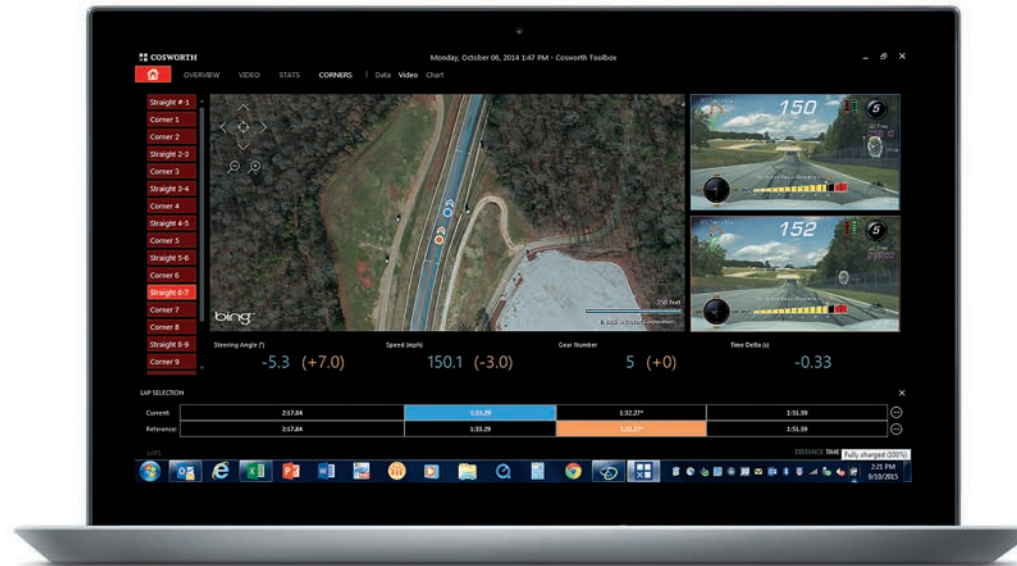 COSWORTH
Monday, October 06, 2014 1:47 PM - Cosworth Toolbox
OVERVIEW VIDEO STATS CORNERS | Data Video Chart
Straight #-1
Corner 1
Corner 2
Straight 2-3
Corner 3
Straight 3-4
Corner 4
Straight 4-5
Corner 5
Straight 5-6
Corner 6
Straight 6-7
Corner 7
Corner 8
Straight 8-9
Corner 9
bing
250 feet
150
5
152
5
Steering Angle (°) Speed (mph) Gear Number Time Delta (s)
-5.3 (+7.0) 150.1 (-3.0) 5 (+0) -0.33
LAP SELECTION
Current: 2:17.84 1:33.29 1:32.27* 1:51.59
Reference: 2:17.84 1:33.29 1:32.27* 1:51.59
LAPS DISTANCE TIME
Fully charged (100%)
2:21 PM
9/10/2015